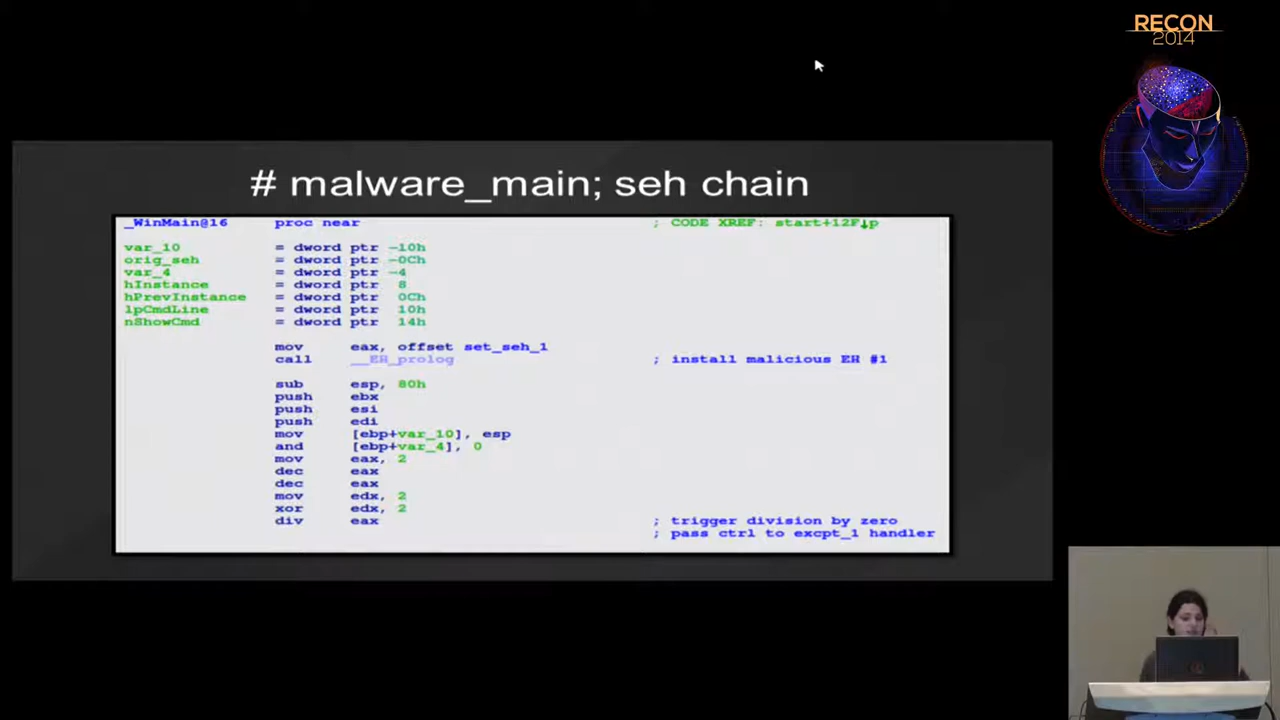 RECON
2014
# malware_main; seh chain
_WinMain@16 proc near ; CODE XREF: start+12F↓p
var_10 = dword ptr -10h
orig_seh = dword ptr -0Ch
var_4 = dword ptr -4
hInstance = dword ptr 8
hPrevInstance = dword ptr 0Ch
lpCmdLine = dword ptr 10h
nShowCmd = dword ptr 14h
mov eax, offset set_seh_1
call __EH_prolog ; install malicious EH #1
sub esp, 80h
push ebx
push esi
push edi
mov [ebp+var_10], esp
and [ebp+var_4], 0
mov eax, 2
dec eax
dec eax
mov edx, 2
xor edx, 2
div eax ; trigger division by zero
; pass ctrl to excpt_1 handler